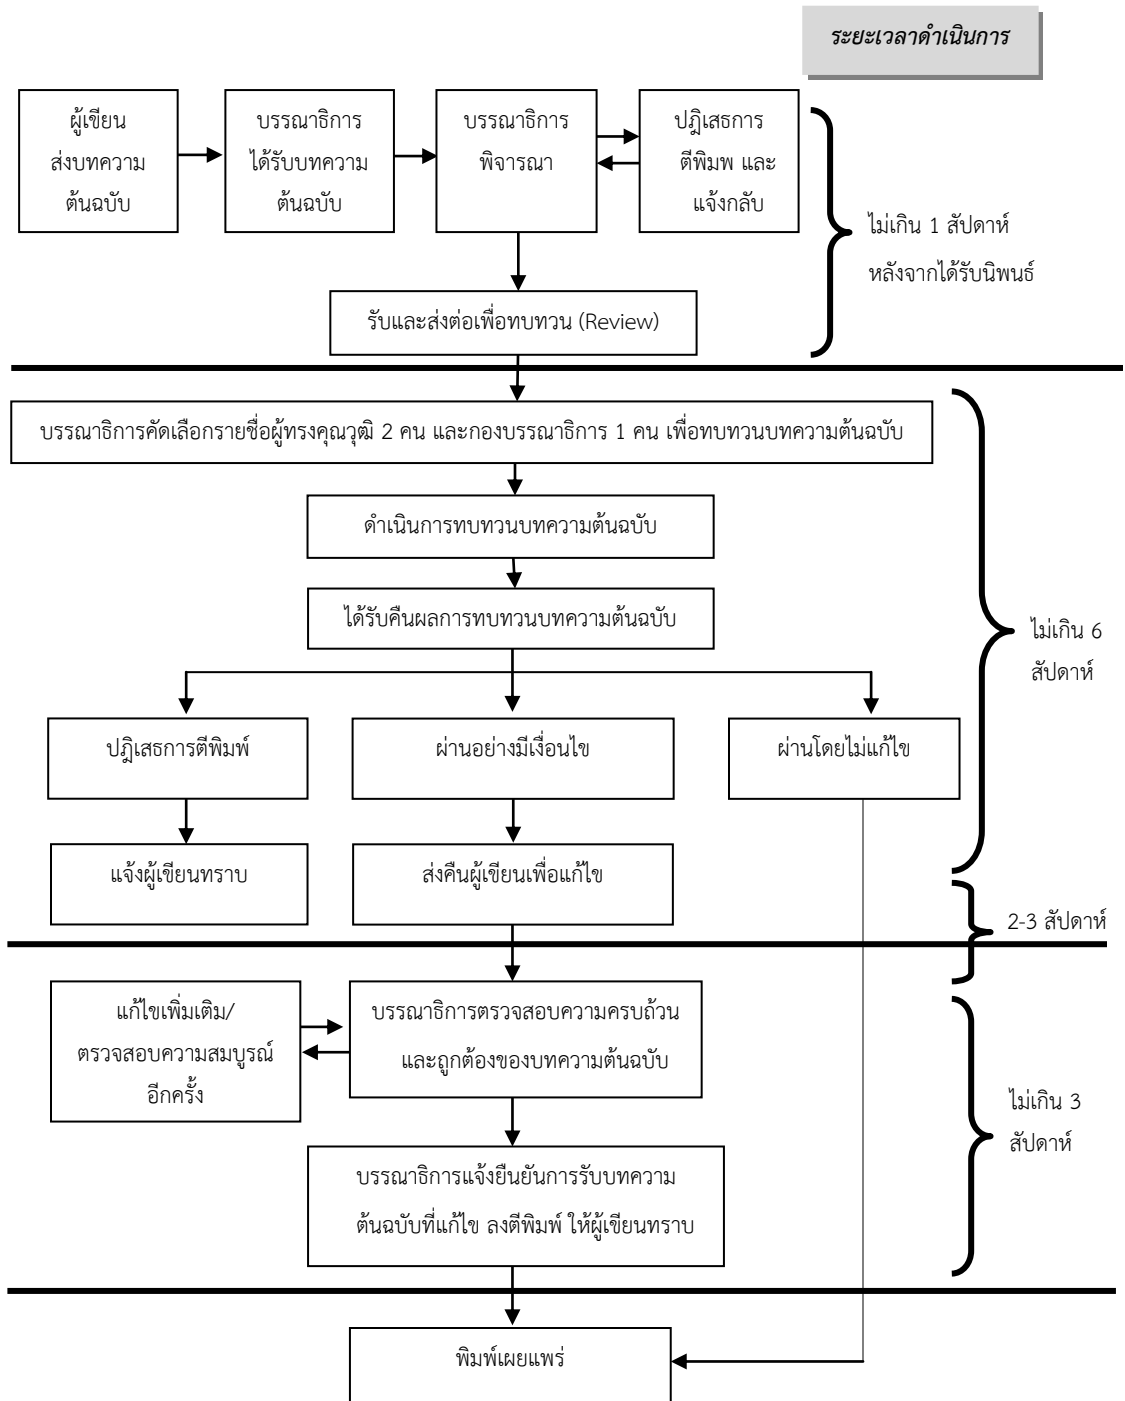 ระยะเวลาดำเนินการ
ผู้เขียน
ส่งบทความ
ต้นฉบับ
บรรณาธิการ
ได้รับบทความ
ต้นฉบับ
บรรณาธิการ
พิจารณา
ปฏิเสธการ
ตีพิมพ และ
แจ้งกลับ
ไม่เกิน 1 สัปดาห์
หลังจากได้รับนิพนธ์
รับและส่งต่อเพื่อทบทวน (Review)
บรรณาธิการคัดเลือกรายชื่อผู้ทรงคุณวุฒิ 2 คน และกองบรรณาธิการ 1 คน เพื่อทบทวนบทความต้นฉบับ
ดำเนินการทบทวนบทความต้นฉบับ
ได้รับคืนผลการทบทวนบทความต้นฉบับ
ไม่เกิน 6
สัปดาห์
ปฎิเสธการตีพิมพ์
ผ่านอย่างมีเงื่อนไข
ผ่านโดยไม่แก้ไข
แจ้งผู้เขียนทราบ
ส่งคืนผู้เขียนเพื่อแก้ไข
2-3 สัปดาห์
แก้ไขเพิ่มเติม/
ตรวจสอบความสมบูรณ์
อีกครั้ง
บรรณาธิการตรวจสอบความครบถ้วน
และถูกต้องของบทความต้นฉบับ
ไม่เกิน 3
สัปดาห์
บรรณาธิการแจ้งยืนยันการรับบทความ
ต้นฉบับที่แก้ไข ลงตีพิมพ์ ให้ผู้เขียนทราบ
พิมพ์เผยแพร่